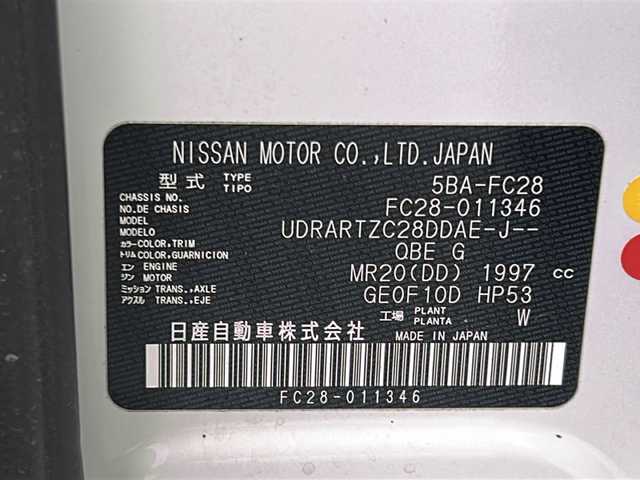 NISSAN MOTOR CO.,LTD.JAPAN
型式 TYPE TIPO 5BA-FC28
CHASSIS NO. NO.DE CHASIS FC28-011346
MODEL MODELO UDRARTZC28DDAE-J--
カラー COLOR,TRIM トリム COLOR,GUARNICION QBE G
エン ENGINE ジン MOTOR MR20(DD) 1997 cc
ミッション TRANS.,AXLE アクスル TRANS.,EJE GE0F10D HP53
工場 PLANT PLANTA W
日産自動車株式会社 MADE IN JAPAN
FC28-011346